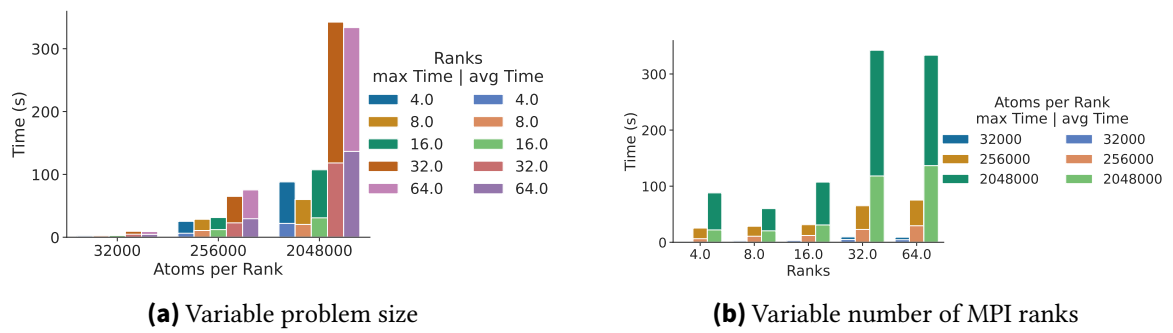 300
200
100
0
Time (s)
32000 256000 2048000
Atoms per Rank
Ranks
max Time | avg Time
4.0 4.0
8.0 8.0
16.0 16.0
32.0 32.0
64.0 64.0
(a) Variable problem size
300
200
100
0
Time (s)
4.0 8.0 16.0 32.0 64.0
Ranks
Atoms per Rank
max Time | avg Time
32000 32000
256000 256000
2048000 2048000
(b) Variable number of MPI ranks